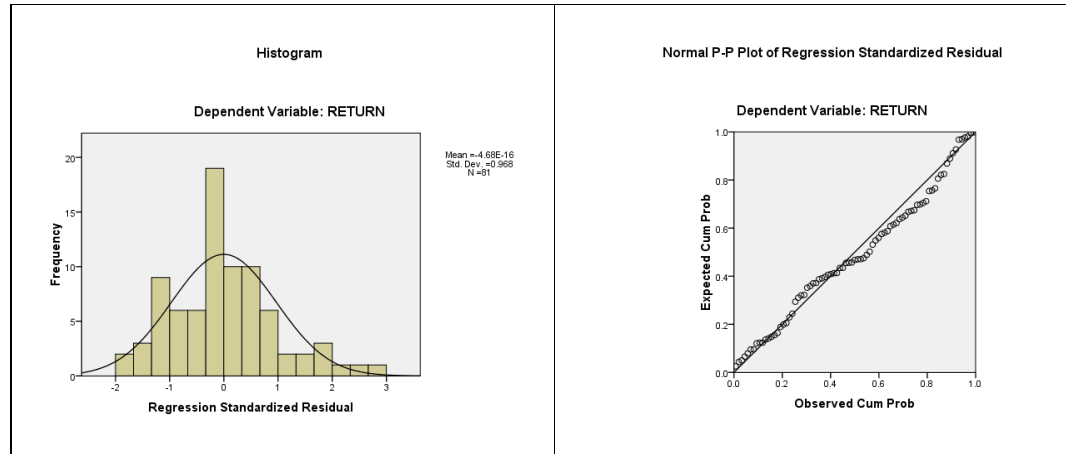 Histogram
Dependent Variable: RETURN
Mean =-4.68E-16
Std. Dev. =0.968
N =81
20
15
10
5
0
Frequency
-2
-1
0
1
2
3
Regression Standardized Residual
Normal P-P Plot of Regression Standardized Residual
Dependent Variable: RETURN
1.0
0.8
0.6
0.4
0.2
0.0
Expected Cum Prob
0.0
0.2
0.4
0.6
0.8
1.0
Observed Cum Prob